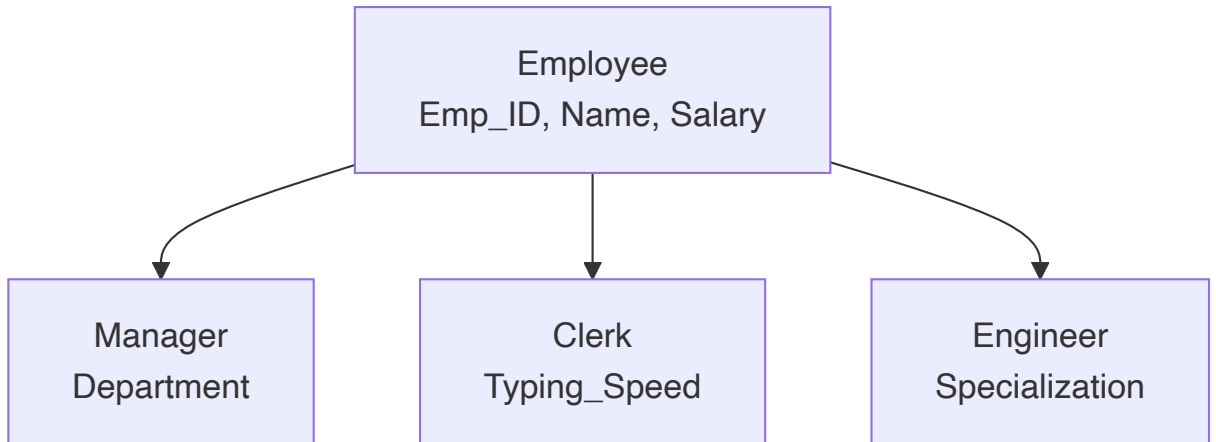 Employee
Emp_ID, Name, Salary
Manager
Department
Clerk
Typing_Speed
Engineer
Specialization